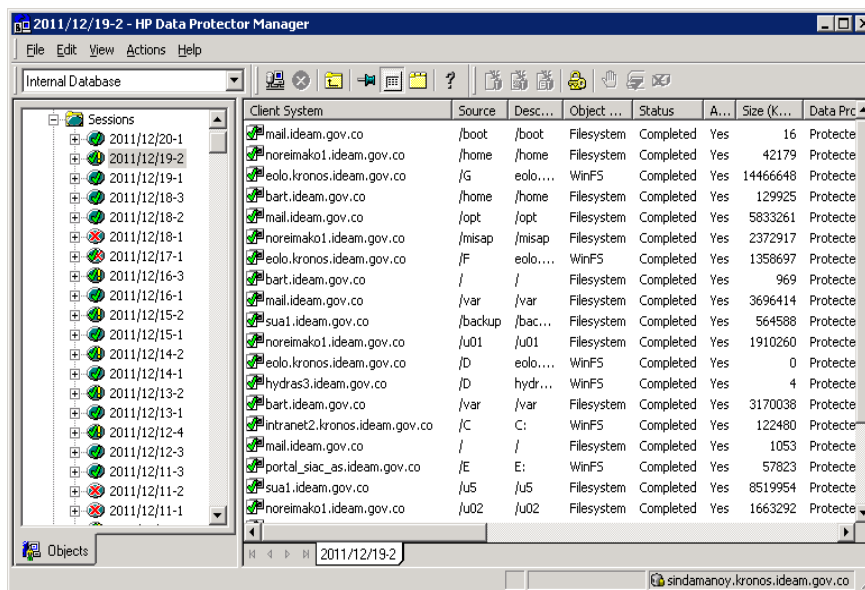 2011/12/19-2 - HP Data Protector Manager
File Edit View Actions Help
Internal Database
Sessions
2011/12/20-1
2011/12/19-2
2011/12/19-1
2011/12/18-3
2011/12/18-2
2011/12/18-1
2011/12/17-1
2011/12/16-3
2011/12/16-1
2011/12/15-2
2011/12/15-1
2011/12/14-2
2011/12/14-1
2011/12/13-2
2011/12/13-1
2011/12/12-4
2011/12/12-3
2011/12/11-3
2011/12/11-2
2011/12/11-1
Objects
Client System Source Desc... Object ... Status A... Size (K... Data Prc
mail.ideam.gov.co /boot /boot Filesystem Completed Yes 16 Protecte
noreimako1.ideam.gov.co /home /home Filesystem Completed Yes 42179 Protecte
eolo.kronos.ideam.gov.co /G eolo.... WinFS Completed Yes 14466648 Protecte
bart.ideam.gov.co /home /home Filesystem Completed Yes 129925 Protecte
mail.ideam.gov.co /opt /opt Filesystem Completed Yes 5833261 Protecte
noreimako1.ideam.gov.co /misap /misap Filesystem Completed Yes 2372917 Protecte
eolo.kronos.ideam.gov.co /F eolo.... WinFS Completed Yes 1358697 Protecte
bart.ideam.gov.co / / Filesystem Completed Yes 969 Protecte
mail.ideam.gov.co /var /var Filesystem Completed Yes 3696414 Protecte
sua1.ideam.gov.co /backup /bac... Filesystem Completed Yes 564588 Protecte
noreimako1.ideam.gov.co /u01 /u01 Filesystem Completed Yes 1910260 Protecte
eolo.kronos.ideam.gov.co /D eolo.... WinFS Completed Yes 0 Protecte
hydras3.ideam.gov.co /D hydr... WinFS Completed Yes 4 Protecte
bart.ideam.gov.co /var /var Filesystem Completed Yes 3170038 Protecte
intranet2.kronos.ideam.gov.co /C C: WinFS Completed Yes 122480 Protecte
mail.ideam.gov.co / / Filesystem Completed Yes 1053 Protecte
portal_siac_as.ideam.gov.co /E E: WinFS Completed Yes 57823 Protecte
sua1.ideam.gov.co /u5 /u5 Filesystem Completed Yes 8519954 Protecte
noreimako1.ideam.gov.co /u02 /u02 Filesystem Completed Yes 1663292 Protecte
2011/12/19-2
sindamanoy.kronos.ideam.gov.co